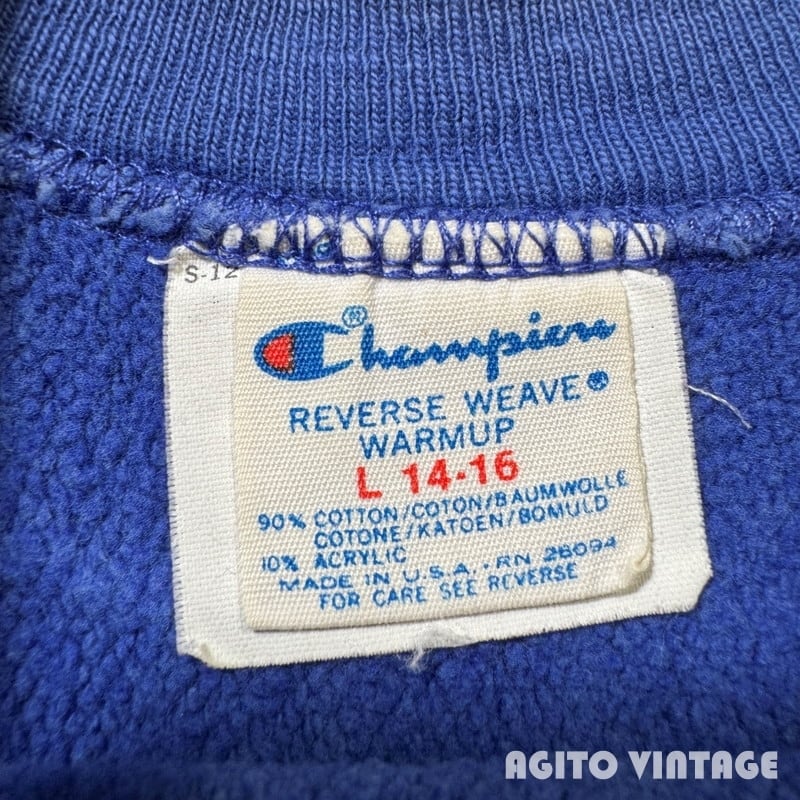 S-12
Champion®
REVERSE WEAVE®
WARMUP
L 14-16
90% COTTON/COTON/BAUMWOLLE
COTONE/KATOEN/BOMULD
10% ACRYLIC
MADE IN U.S.A. · RN 26094
FOR CARE SEE REVERSE
AGITO VINTAGE